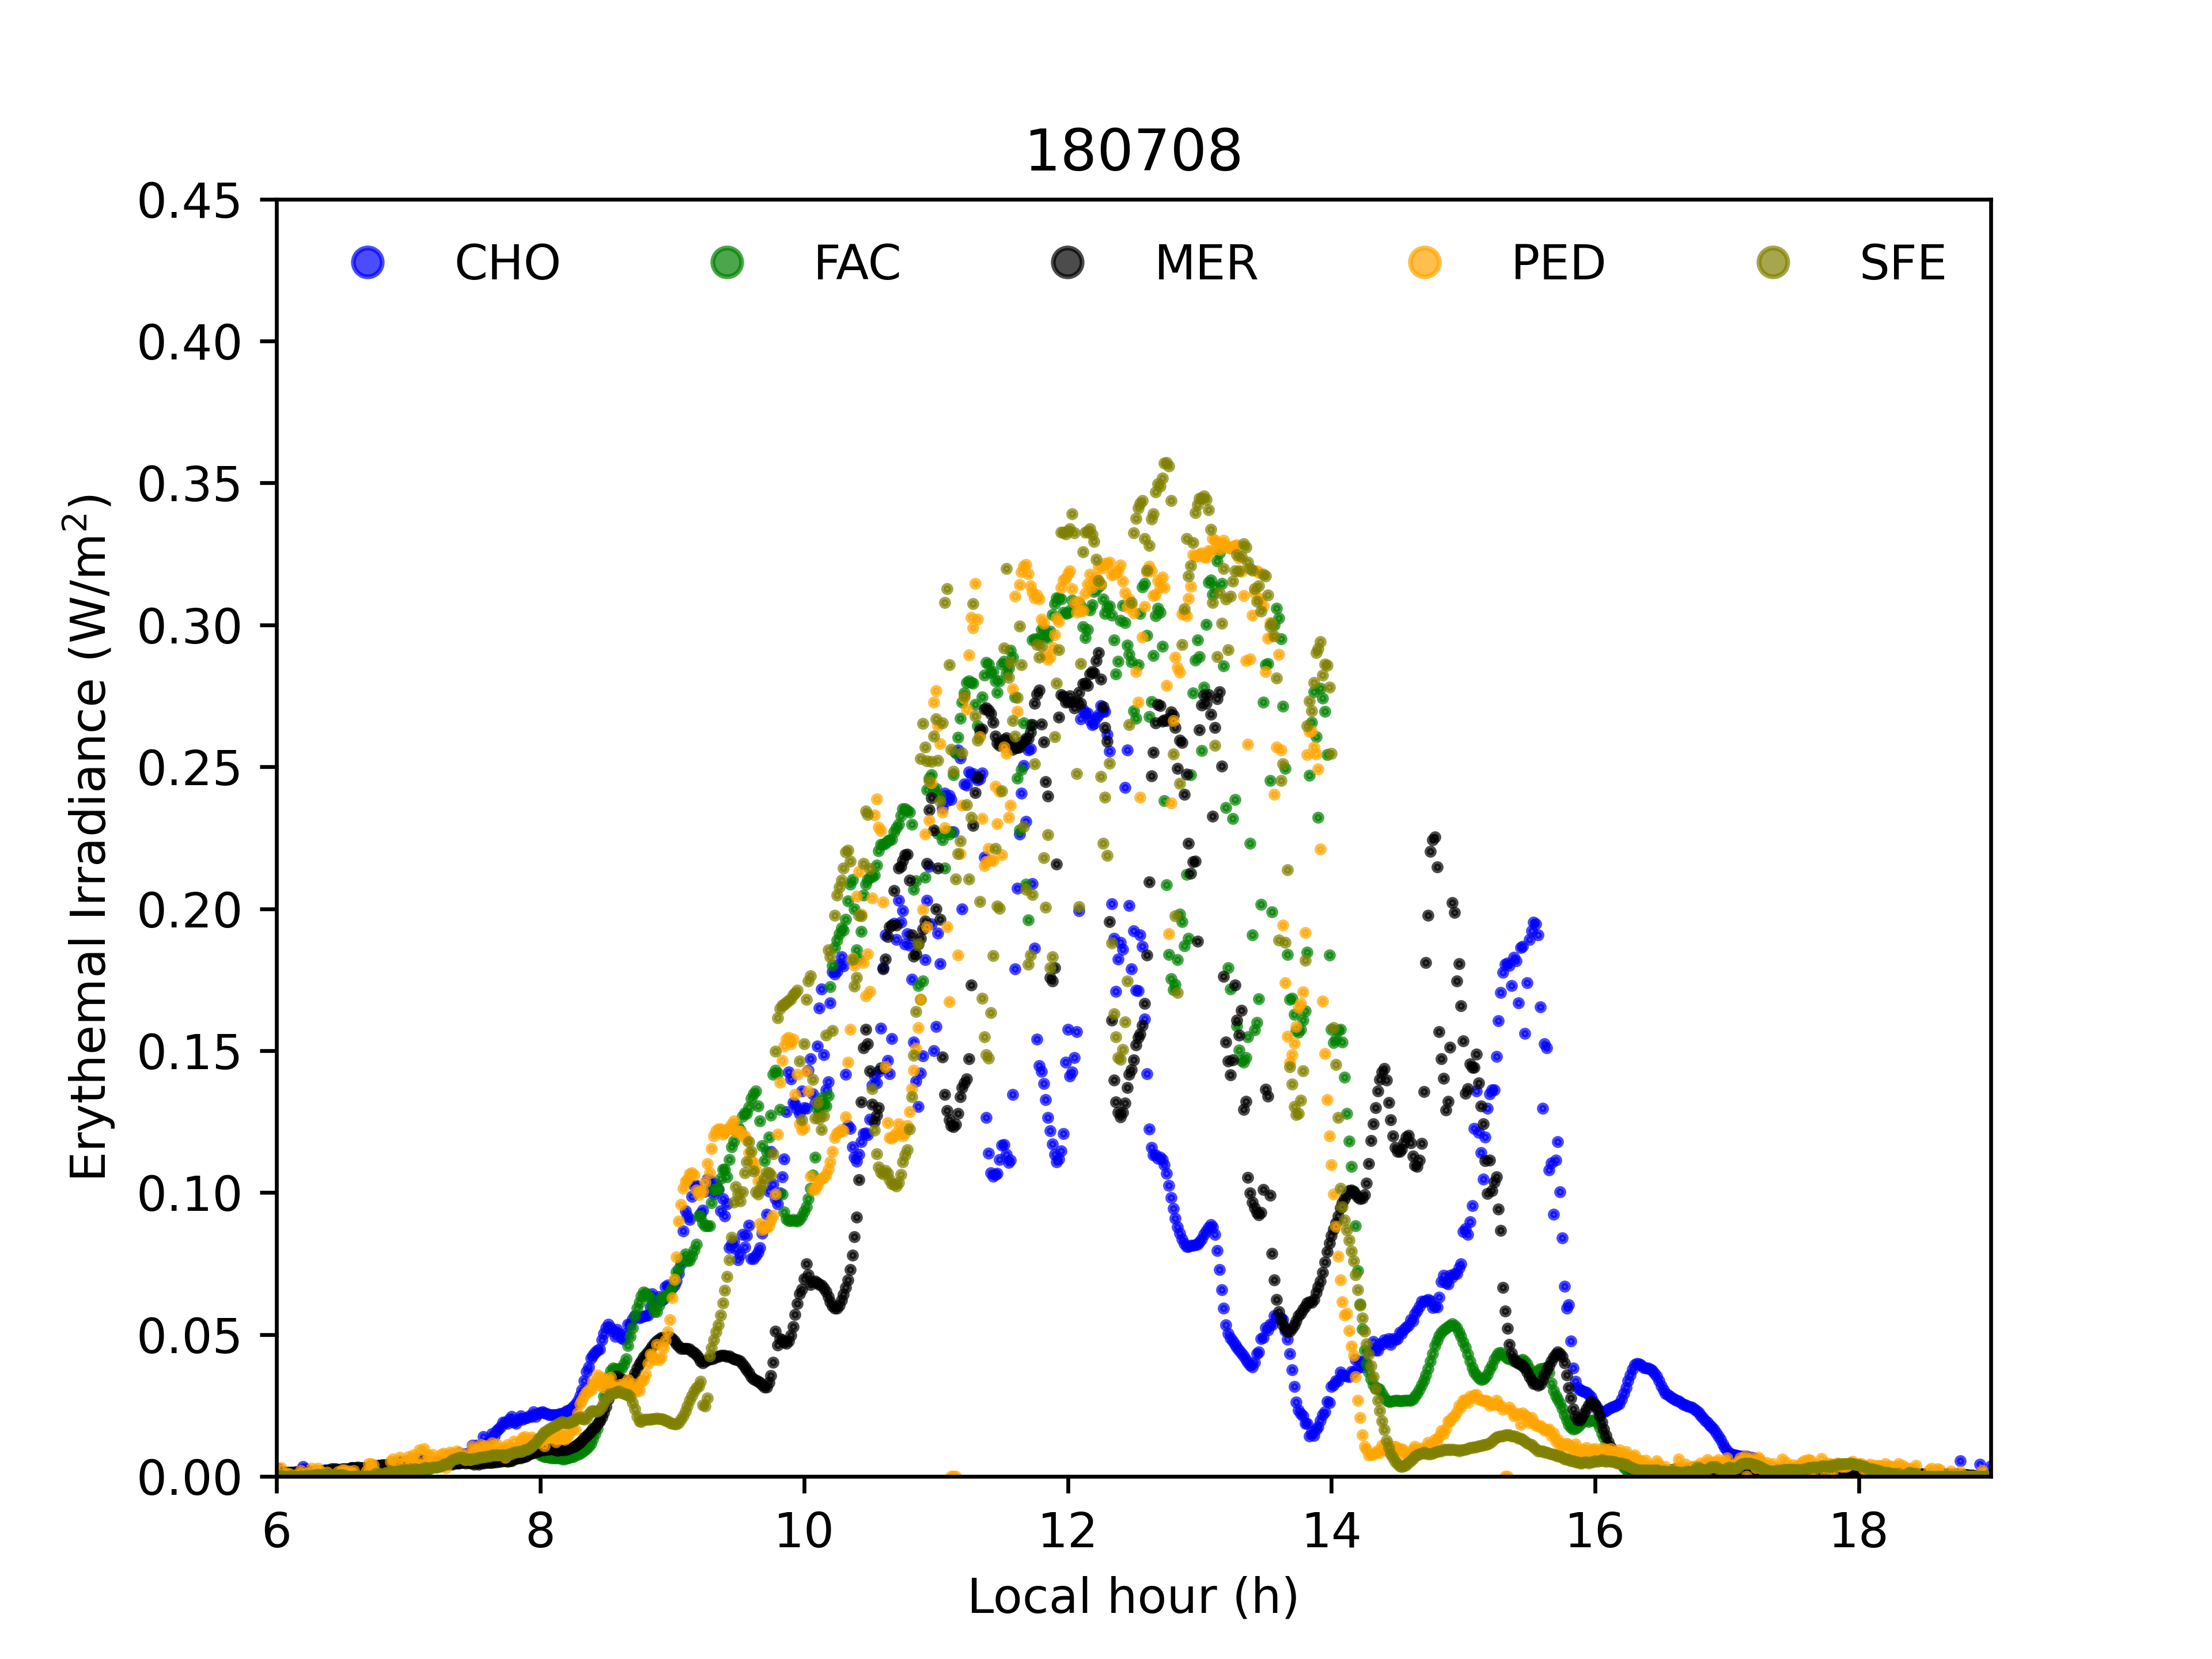 180708
0.45
CHO FAC MER PED SFE
0.40
0.35
0.30
0.25
0.20
0.15
0.10
0.05
0.00
Erythemal Irradiance (W/m²)
6 8 10 12 14 16 18
Local hour (h)